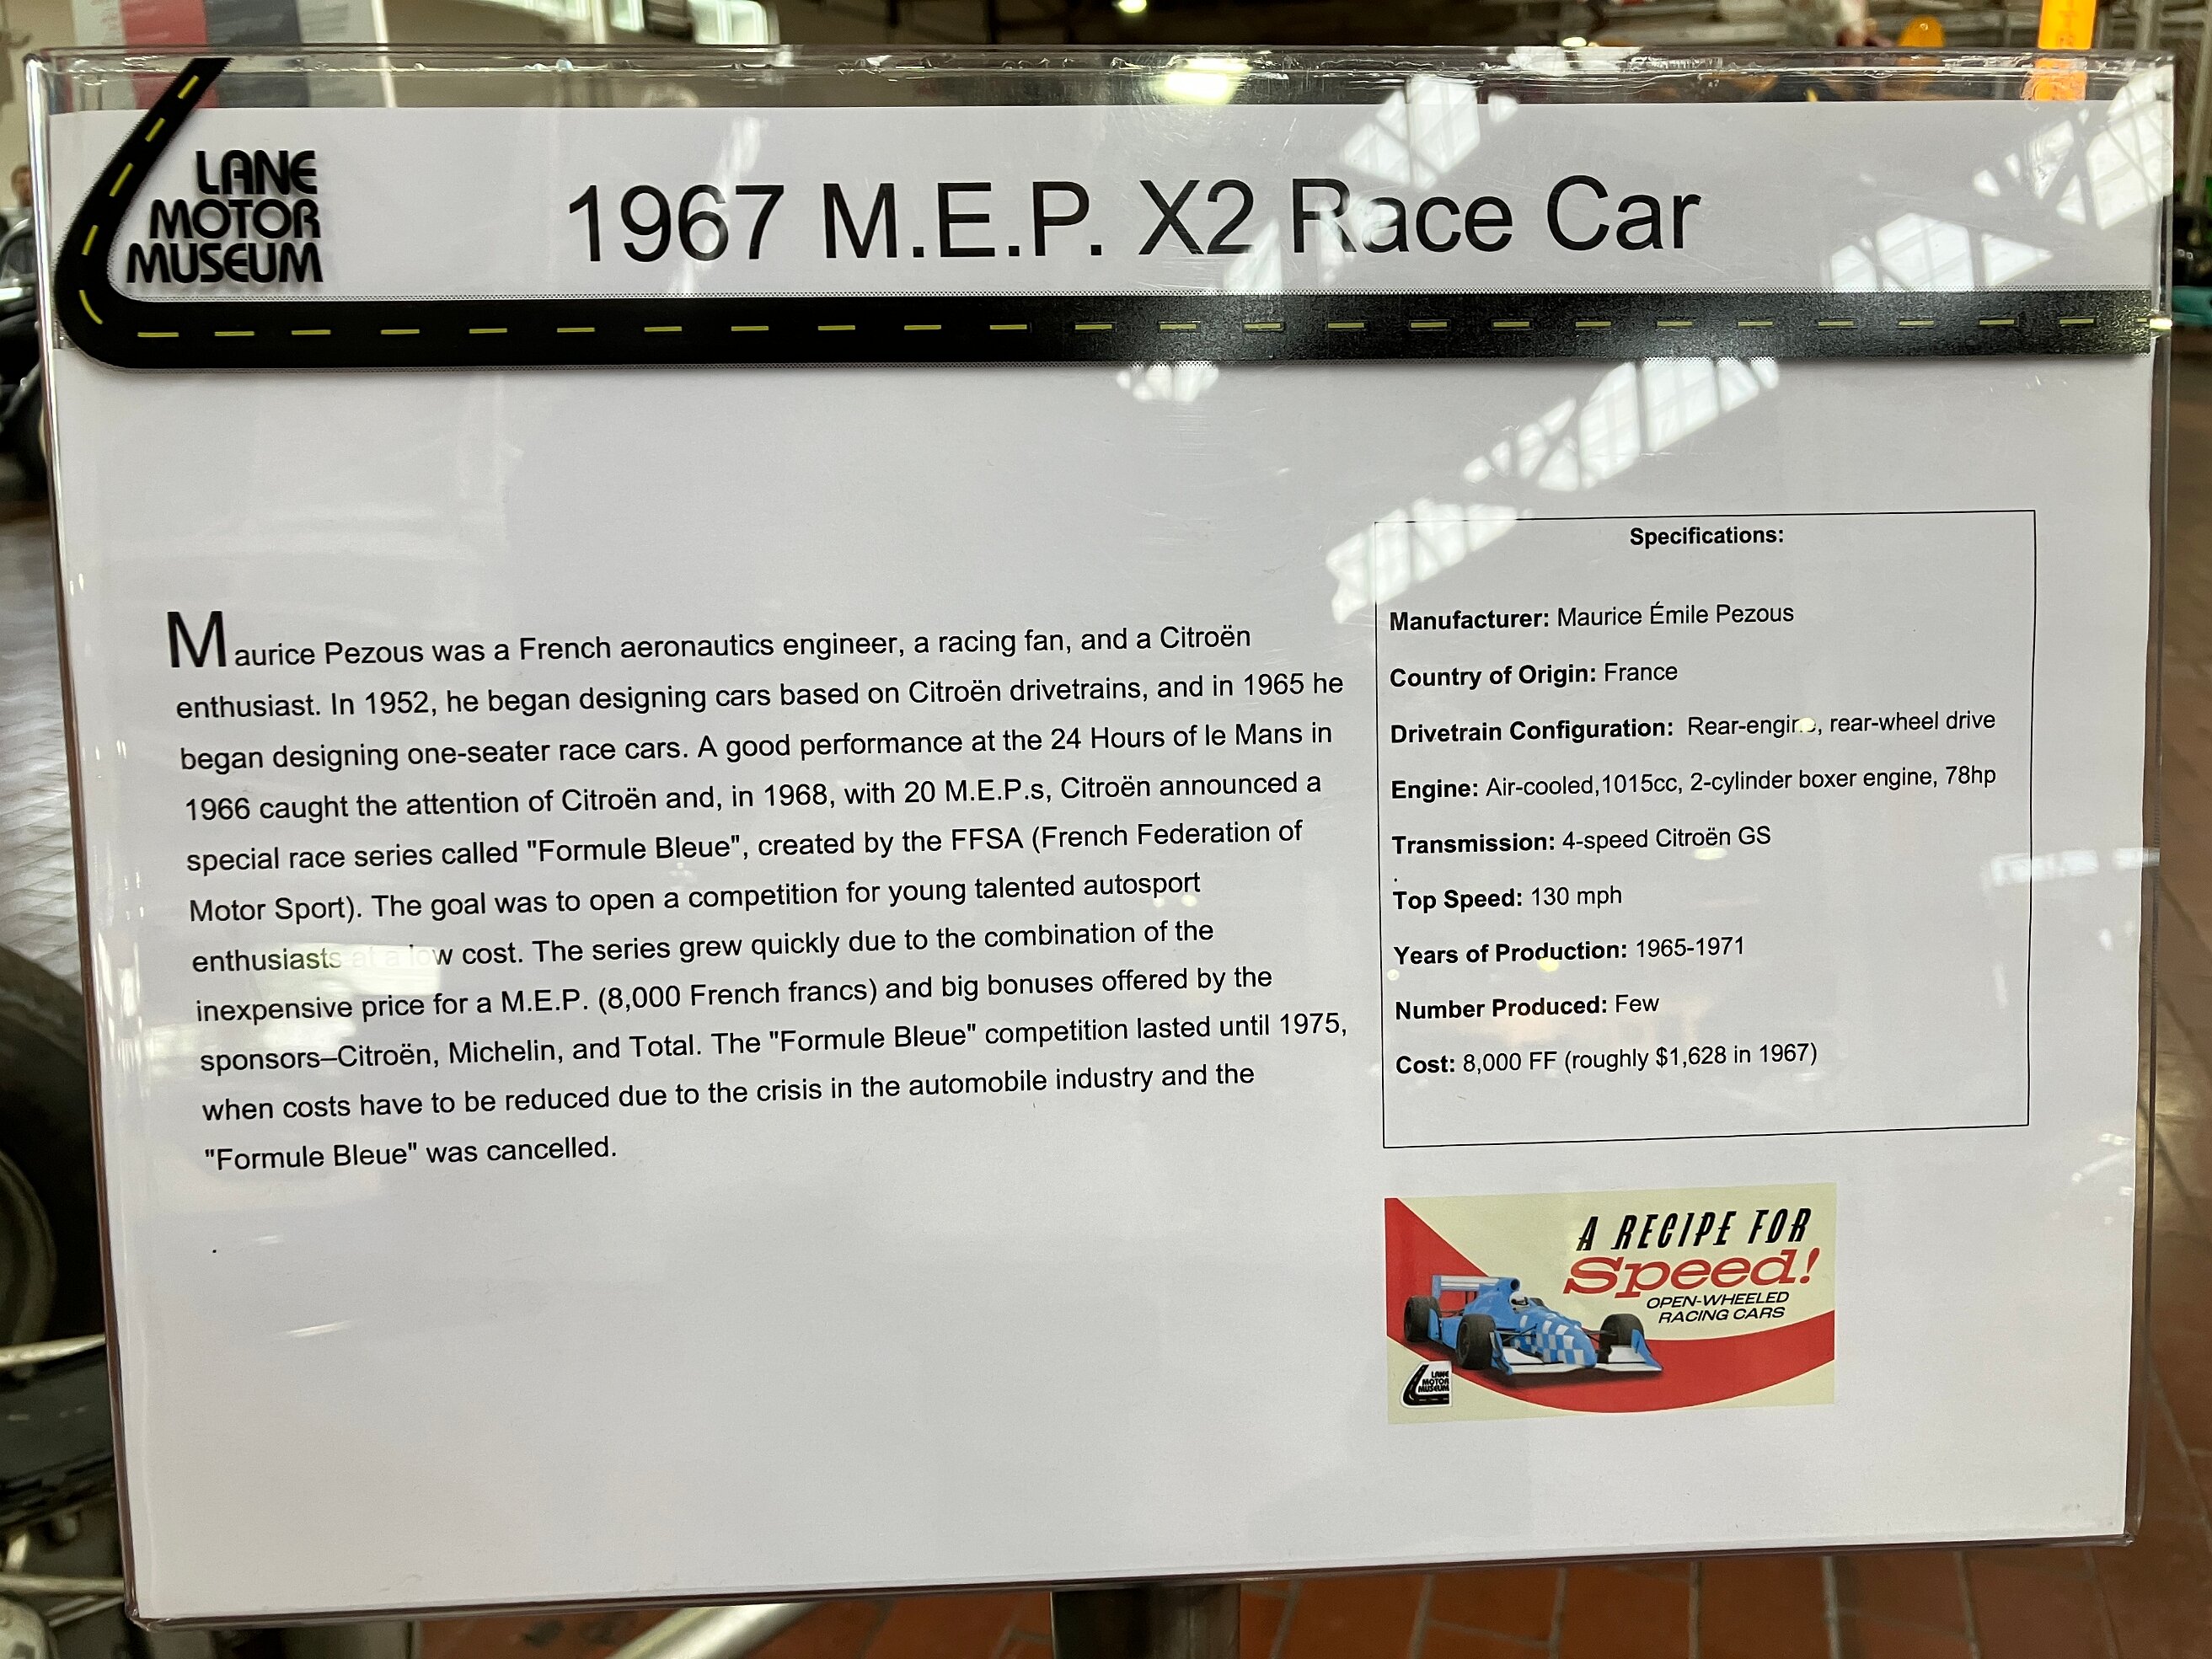 LANE
MOTOR
MUSEUM
1967 M.E.P. X2 Race Car
Maurice Pezous was a French aeronautics engineer, a racing fan, and a Citroën
enthusiast. In 1952, he began designing cars based on Citroën drivetrains, and in 1965 he
began designing one-seater race cars. A good performance at the 24 Hours of le Mans in
1966 caught the attention of Citroën and, in 1968, with 20 M.E.P.s, Citroën announced a
special race series called "Formule Bleue", created by the FFSA (French Federation of
Motor Sport). The goal was to open a competition for young talented autosport
enthusiasts at a low cost. The series grew quickly due to the combination of the
inexpensive price for a M.E.P. (8,000 French francs) and big bonuses offered by the
sponsors–Citroën, Michelin, and Total. The "Formule Bleue" competition lasted until 1975,
when costs have to be reduced due to the crisis in the automobile industry and the
"Formule Bleue" was cancelled.
Specifications:
Manufacturer: Maurice Émile Pezous
Country of Origin: France
Drivetrain Configuration: Rear-engine, rear-wheel drive
Engine: Air-cooled,1015cc, 2-cylinder boxer engine, 78hp
Transmission: 4-speed Citroën GS
Top Speed: 130 mph
Years of Production: 1965-1971
Number Produced: Few
Cost: 8,000 FF (roughly $1,628 in 1967)
A RECIPE FOR
Speed!
OPEN-WHEELED
RACING CARS
LANE
MOTOR
MUSEUM